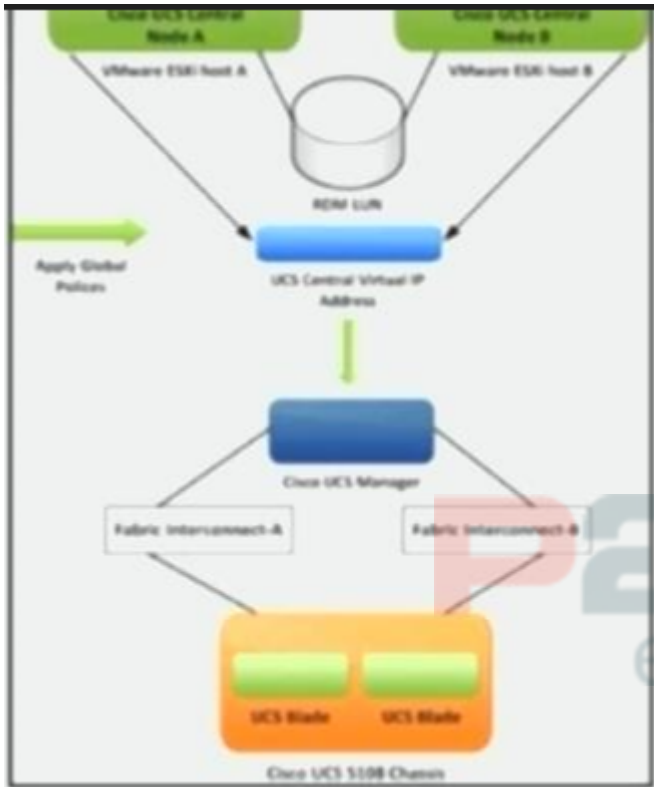 Cisco UCS Central
Node A
Cisco UCS Central
Node B
VMware ESXi host A
VMware ESXi host B
RDM LUN
Apply Global
Polices
UCS Central Virtual IP
Address
Cisco UCS Manager
Fabric Interconnect-A
Fabric Interconnect-B
UCS Blade
UCS Blade
Cisco UCS 5108 Chassis